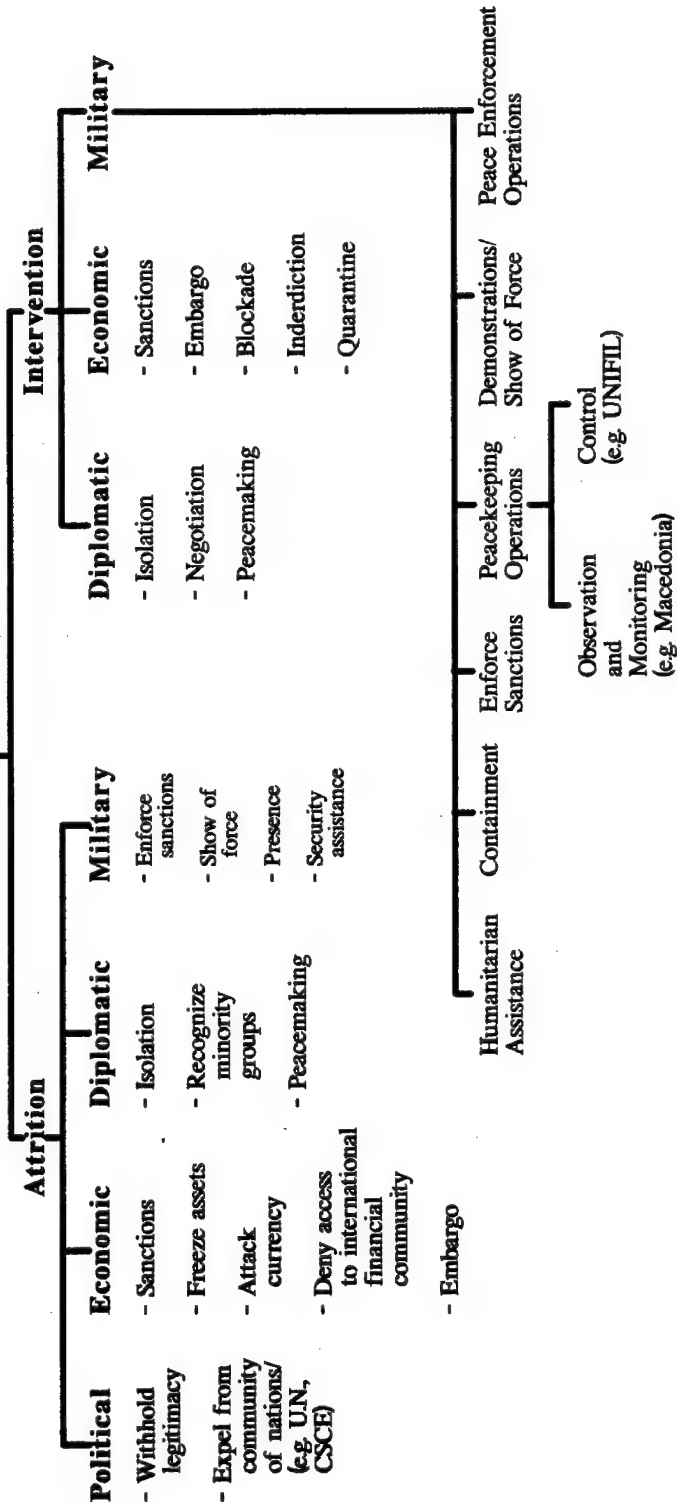 Attrition
Intervention
Political
- Withhold
legitimacy
- Expel from
community
of nations/
(e.g. U.N.,
CSCE)
Economic
- Sanctions
- Freeze assets
- Attack
currency
- Deny access
to international
financial
community
- Embargo
Diplomatic
- Isolation
- Recognize
minority
groups
- Peacemaking
Military
- Enforce
sanctions
- Show of
force
- Presence
- Security
assistance
Diplomatic
- Isolation
- Negotiation
- Peacemaking
Economic
- Sanctions
- Embargo
- Blockade
- Inderdiction
- Quarantine
Military
Humanitarian
Assistance
Containment
Enforce
Sanctions
Peacekeeping
Operations
Demonstrations/
Show of Force
Peace Enforcement
Operations
Observation
and
Monitoring
(e.g. Macedonia)
Control
(e.g. UNIFIL)